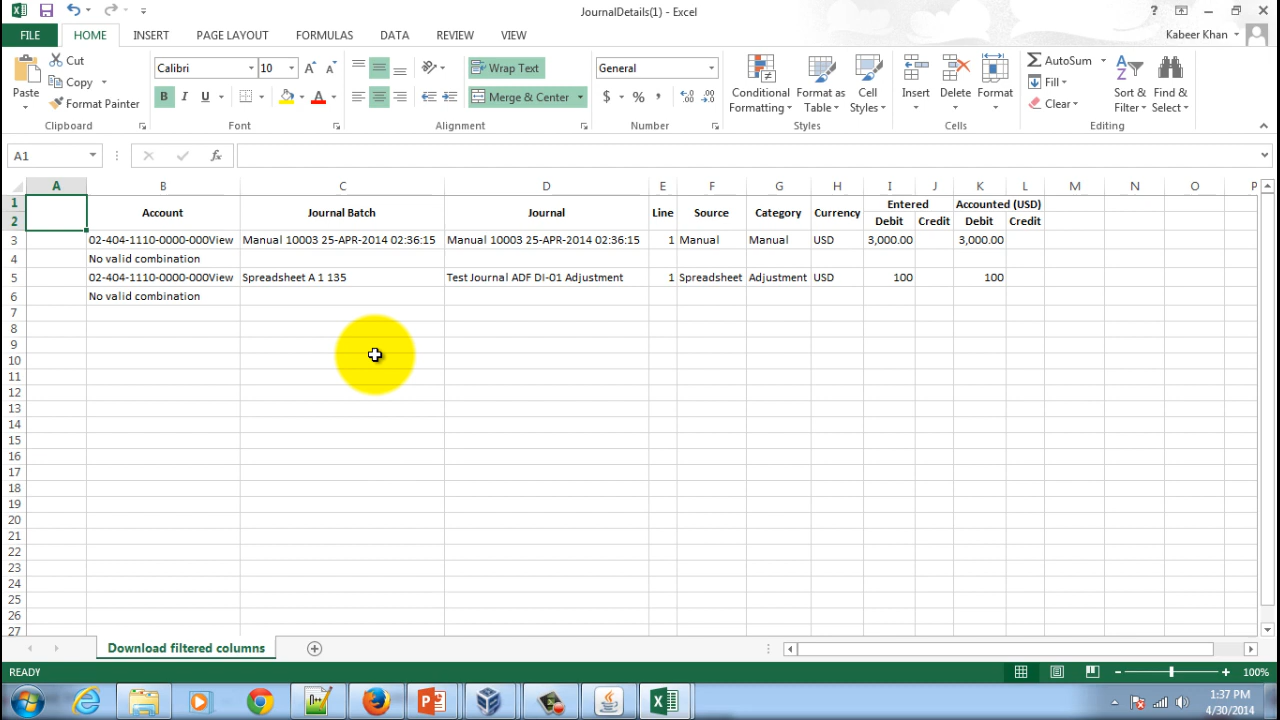 JournalDetails(1) - Excel
FILE HOME INSERT PAGE LAYOUT FORMULAS DATA REVIEW VIEW Kabeer Khan
Paste
Cut
Copy
Format Painter
Clipboard
Calibri 10
B I U
A
Font
Wrap Text
Merge & Center
Alignment
General
$ % ,
Number
Conditional Formatting
Format as Table
Cell Styles
Styles
Insert Delete Format
Cells
AutoSum
Fill
Clear
Sort & Filter
Find & Select
Editing
A1 fx
A B C D E F G H I J K L M N O P
1 Account Journal Batch Journal Line Source Category Currency Entered Accounted (USD)
2 Debit Credit Debit Credit
3 02-404-1110-0000-000View Manual 10003 25-APR-2014 02:36:15 Manual 10003 25-APR-2014 02:36:15 1 Manual Manual USD 3,000.00 3,000.00
4 No valid combination
5 02-404-1110-0000-000View Spreadsheet A 1 135 Test Journal ADF DI-01 Adjustment 1 Spreadsheet Adjustment USD 100 100
6 No valid combination
7
8
9
10
11
12
13
14
15
16
17
18
19
20
21
22
23
24
25
26
27
Download filtered columns
READY 100%
1:37 PM
4/30/2014